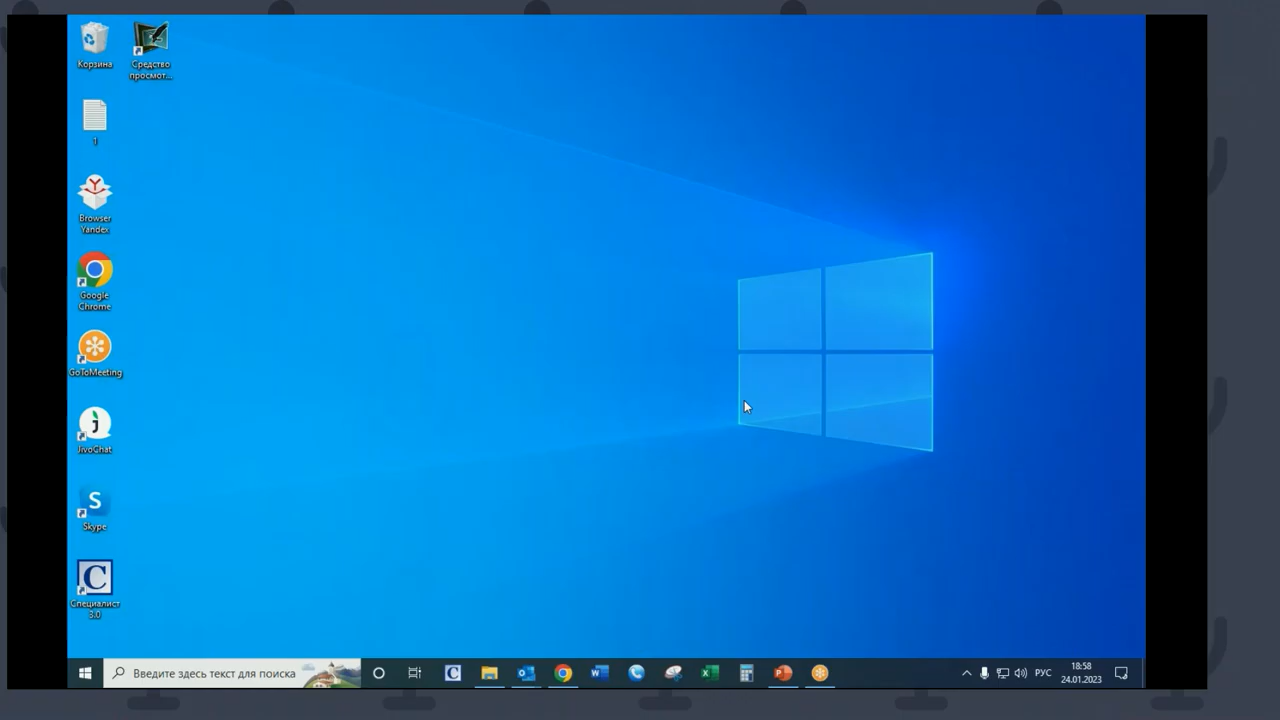 Корзина
Средство
просмот...
1
Browser
Yandex
Google
Chrome
GoToMeeting
JivoChat
Skype
Специалист
3.0
Введите здесь текст для поиска
РУС
18:58
24.01.2023